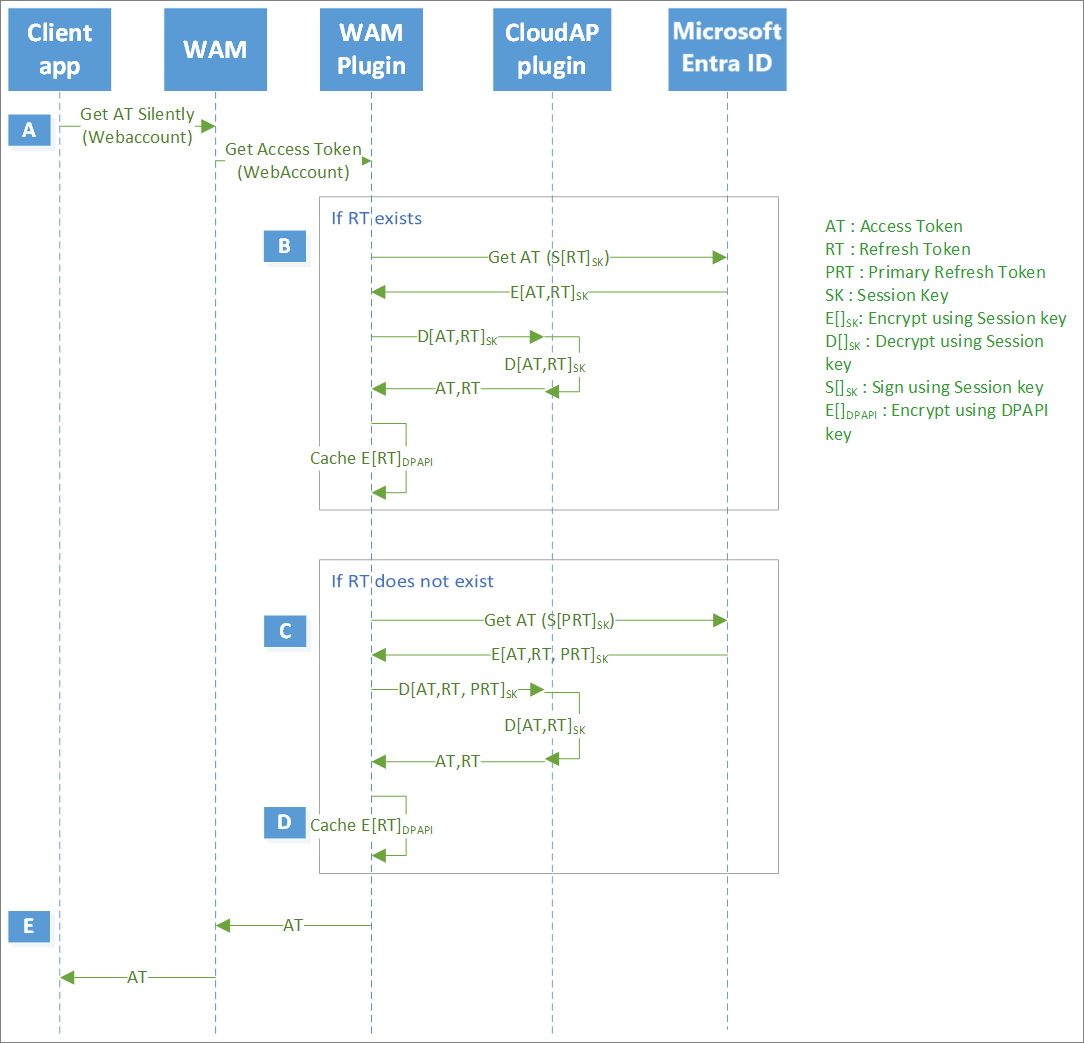 Client
app
WAM
WAM
Plugin
CloudAP
plugin
Microsoft
Entra ID
A
Get AT Silently
(Webaccount)
Get Access Token
(WebAccount)
If RT exists
B
Get AT (S[RT]SK)
E[AT,RT]SK
D[AT,RT]SK
D[AT,RT]SK
AT,RT
Cache E[RT]DPAPI
AT : Access Token
RT : Refresh Token
PRT : Primary Refresh Token
SK : Session Key
E[]SK: Encrypt using Session key
D[]SK : Decrypt using Session
key
S[]SK : Sign using Session key
E[]DPAPI : Encrypt using DPAPI
key
If RT does not exist
C
Get AT (S[PRT]SK)
E[AT,RT, PRT]SK
D[AT,RT, PRT]SK
D[AT,RT]SK
AT,RT
D
Cache E[RT]DPAPI
E
AT
AT